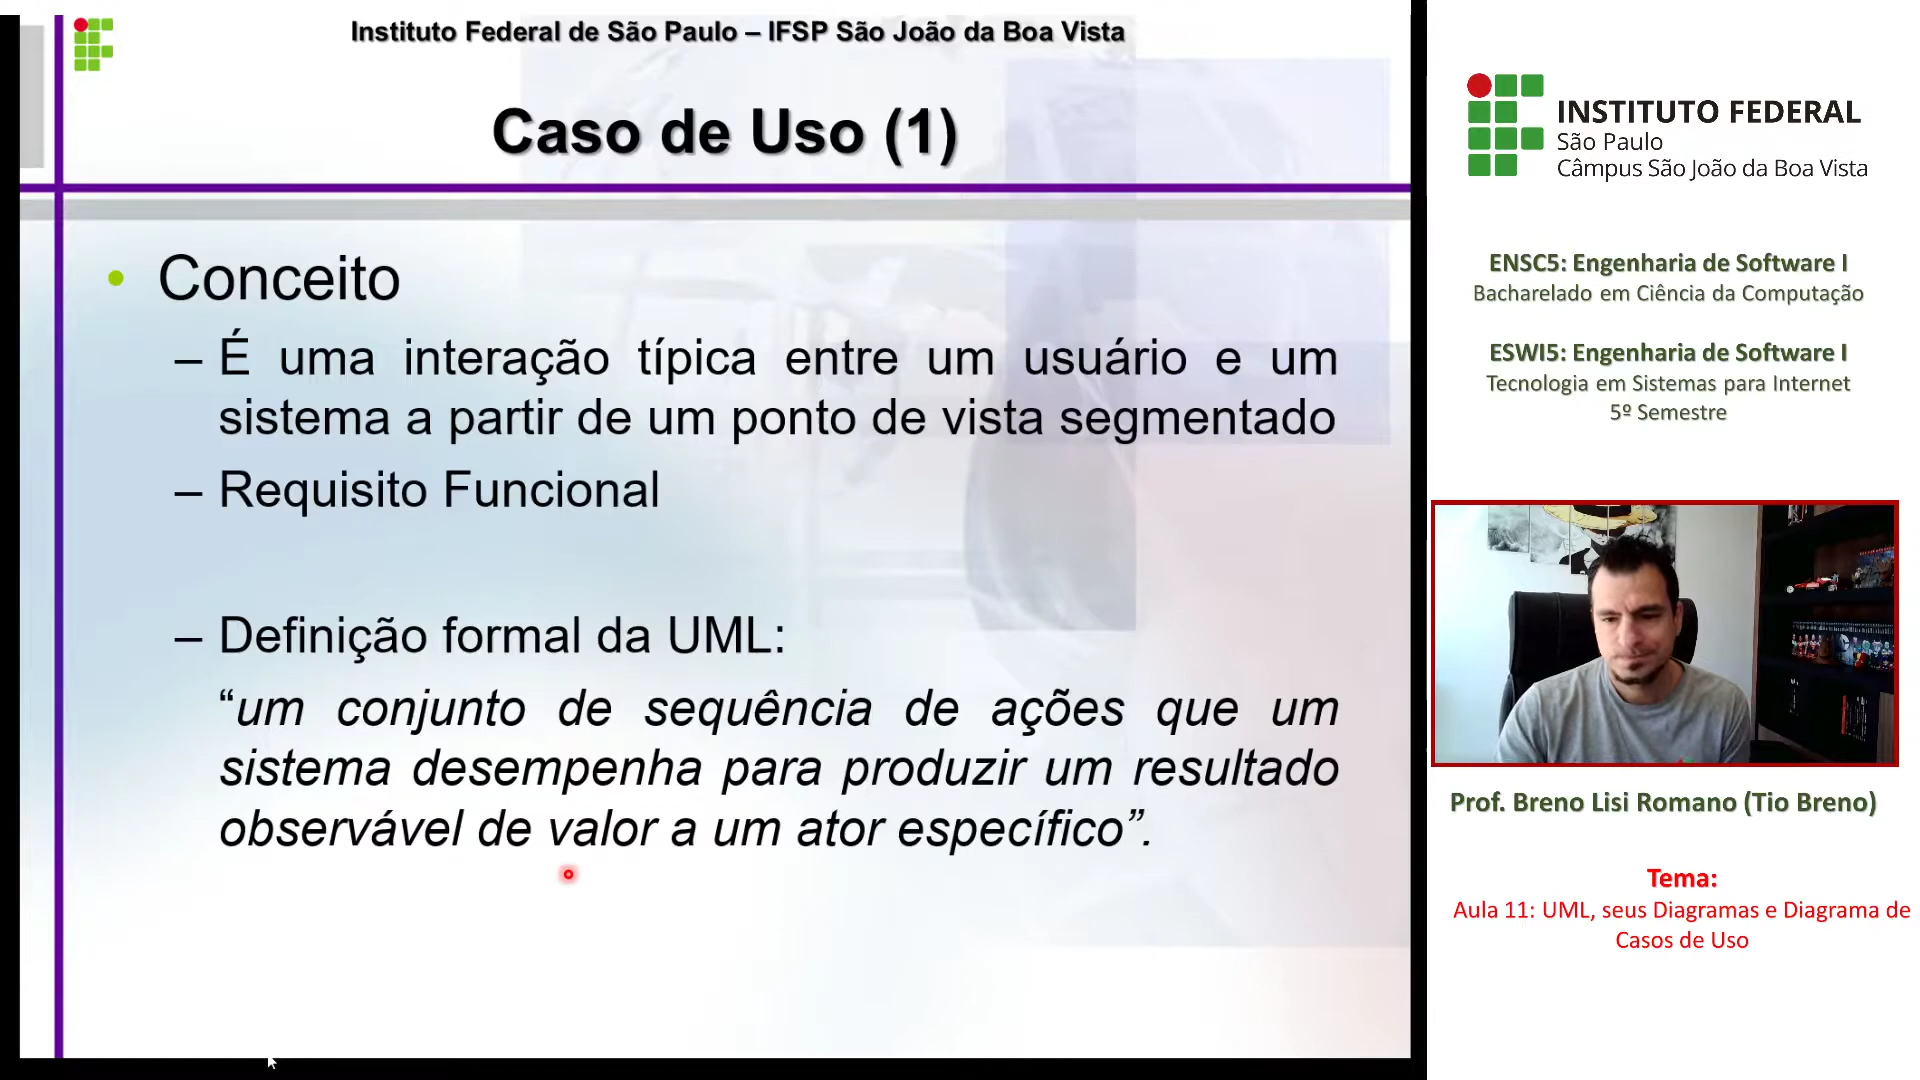 Instituto Federal de São Paulo – IFSP São João da Boa Vista
Caso de Uso (1)
• Conceito
– É uma interação típica entre um usuário e um
sistema a partir de um ponto de vista segmentado
– Requisito Funcional
– Definição formal da UML:
“um conjunto de sequência de ações que um
sistema desempenha para produzir um resultado
observável de valor a um ator específico”.
INSTITUTO FEDERAL
São Paulo
Câmpus São João da Boa Vista
ENSC5: Engenharia de Software I
Bacharelado em Ciência da Computação
ESWI5: Engenharia de Software I
Tecnologia em Sistemas para Internet
5º Semestre
Prof. Breno Lisi Romano (Tio Breno)
Tema:
Aula 11: UML, seus Diagramas e Diagrama de
Casos de Uso